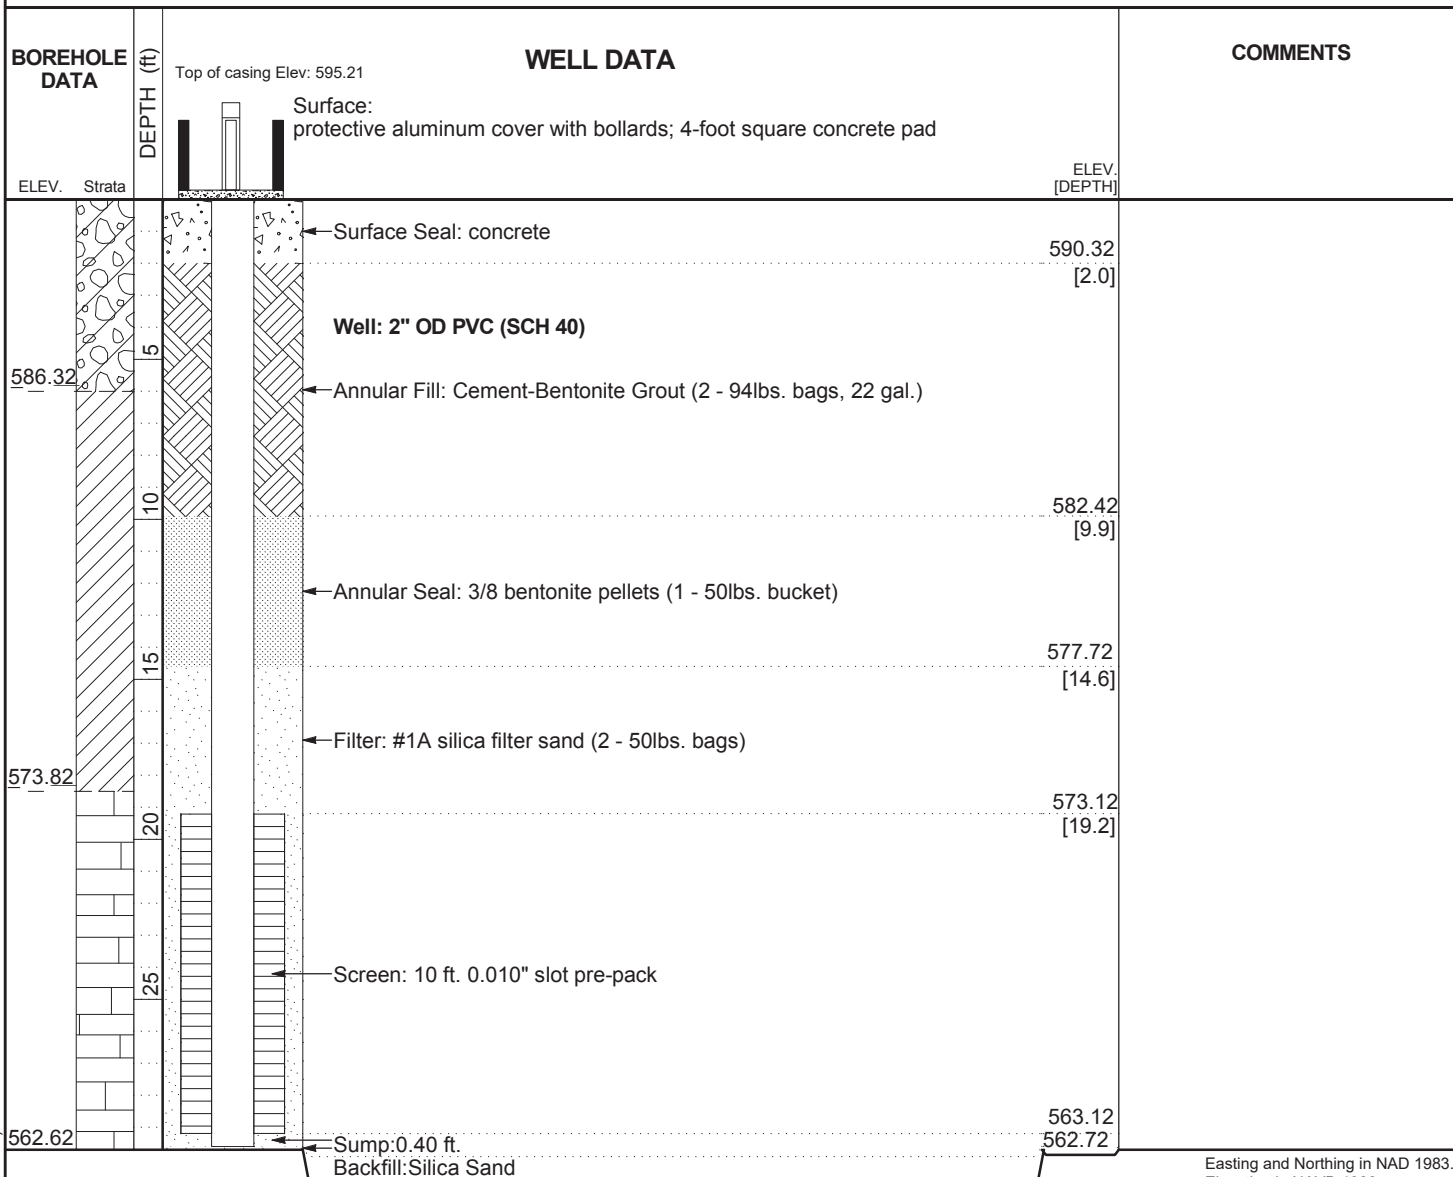 BOREHOLE
DATA
DEPTH (ft)
WELL DATA
COMMENTS
Top of casing Elev: 595.21
Surface:
protective aluminum cover with bollards; 4-foot square concrete pad
ELEV. Strata
ELEV.
[DEPTH]
Surface Seal: concrete
590.32
[2.0]
Well: 2" OD PVC (SCH 40)
5
586.32
Annular Fill: Cement-Bentonite Grout (2 - 94lbs. bags, 22 gal.)
10
582.42
[9.9]
Annular Seal: 3/8 bentonite pellets (1 - 50lbs. bucket)
15
577.72
[14.6]
Filter: #1A silica filter sand (2 - 50lbs. bags)
573.82
573.12
[19.2]
20
Screen: 10 ft. 0.010" slot pre-pack
25
563.12
562.62
Sump:0.40 ft.
562.72
Backfill:Silica Sand
Easting and Northing in NAD 1983.